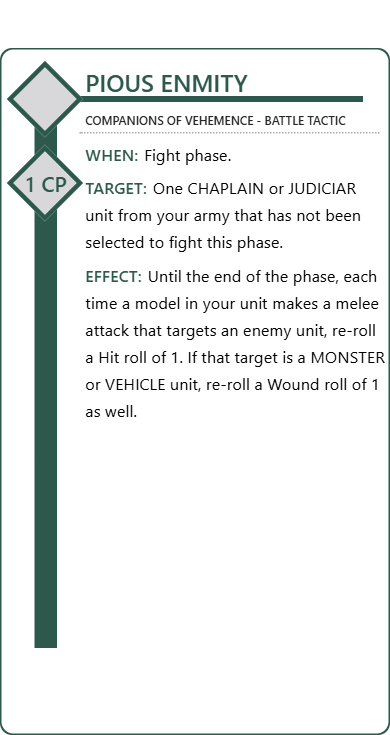 PIOUS ENMITY
COMPANIONS OF VEHEMENCE - BATTLE TACTIC
WHEN: Fight phase.
1 CP
TARGET: One CHAPLAIN or JUDICIAR
unit from your army that has not been
selected to fight this phase.
EFFECT: Until the end of the phase, each
time a model in your unit makes a melee
attack that targets an enemy unit, re-roll
a Hit roll of 1. If that target is a MONSTER
or VEHICLE unit, re-roll a Wound roll of 1
as well.